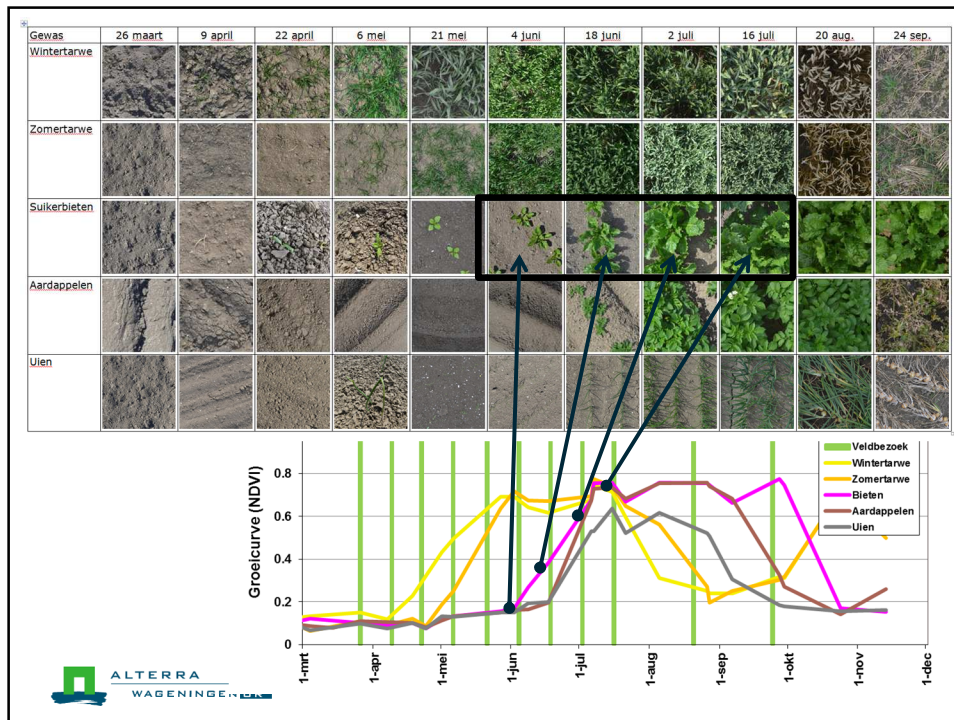 Gewas 26 maart 9 april 22 april 6 mei 21 mei 4 juni 18 juni 2 juli 16 juli 20 aug. 24 sep.
Wintertarwe
Zomertarwe
Suikerbieten
Aardappelen
Uien
Groeicurve (NDVI)
0.8
0.6
0.4
0.2
0
1-mrt 1-apr 1-mei 1-jun 1-jul 1-aug 1-sep 1-okt 1-nov 1-dec
Veldbezoek
Wintertarwe
Zomertarwe
Bieten
Aardappelen
Uien
ALTERRA
WAGENINGEN UR